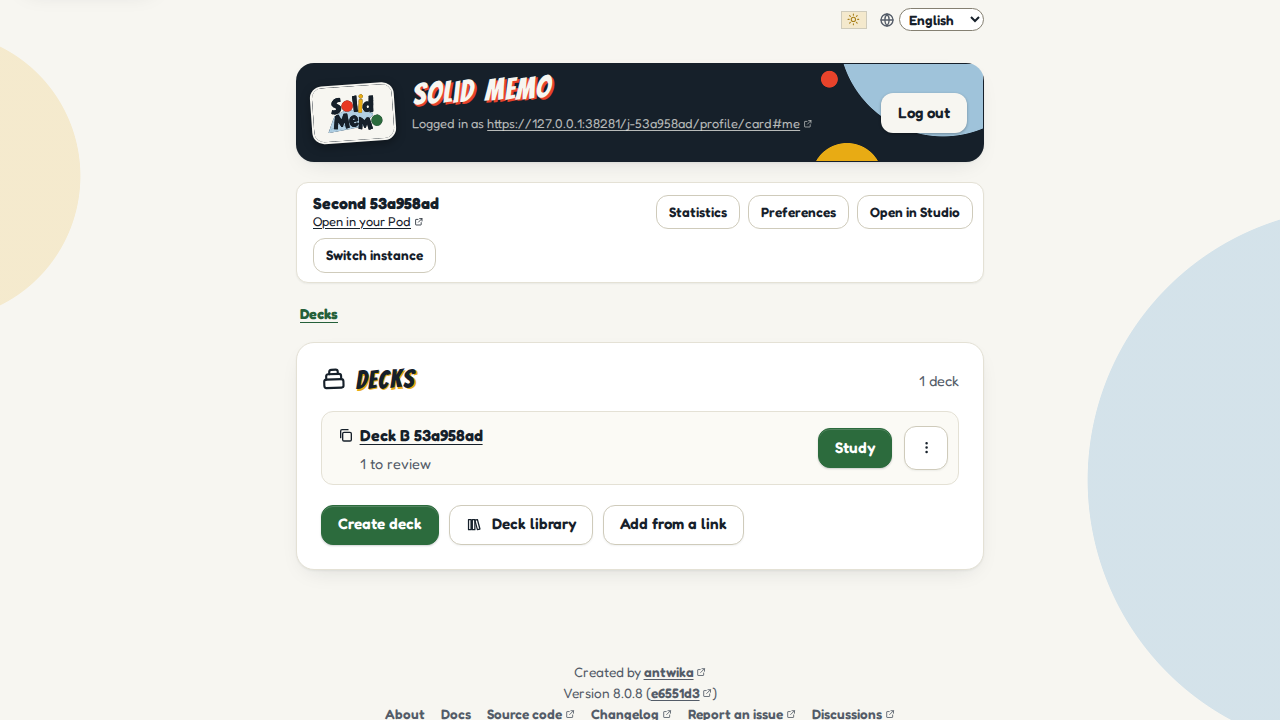 English
Solid Memo
SOLID MEMO
Logged in as https://127.0.0.1:38281/j-53a958ad/profile/card#me
Log out
Second 53a958ad
Open in your Pod
Statistics
Preferences
Open in Studio
Switch instance
Decks
DECKS
1 deck
Deck B 53a958ad
1 to review
Study
Create deck
Deck library
Add from a link
Created by antwika
Version 8.0.8 (e6551d3)
About Docs Source code Changelog Report an issue Discussions